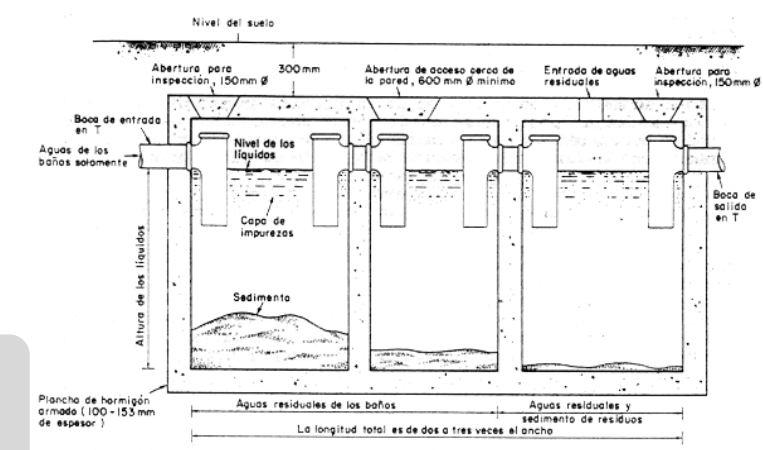 Nivel del suelo
Abertura para
inspección, 150mm Ø
300mm
Abertura de acceso cerca de
la pared, 600 mm Ø minimo
Entrada de aguas
residuales
Abertura para
inspección, 150mm Ø
Boca de entrada
en T
Aguas de los
baños solamente
Nivel de los
líquidos
Capa de
impurezas
Boca de
salida
en T
Altura de los líquidos
Sedimento
Plancha de hormigón
armado (100-153 mm
de espesor)
Aguas residuales de los baños
Aguas residuales y
sedimento de residuos
La longitud total es de dos a tres veces el ancho